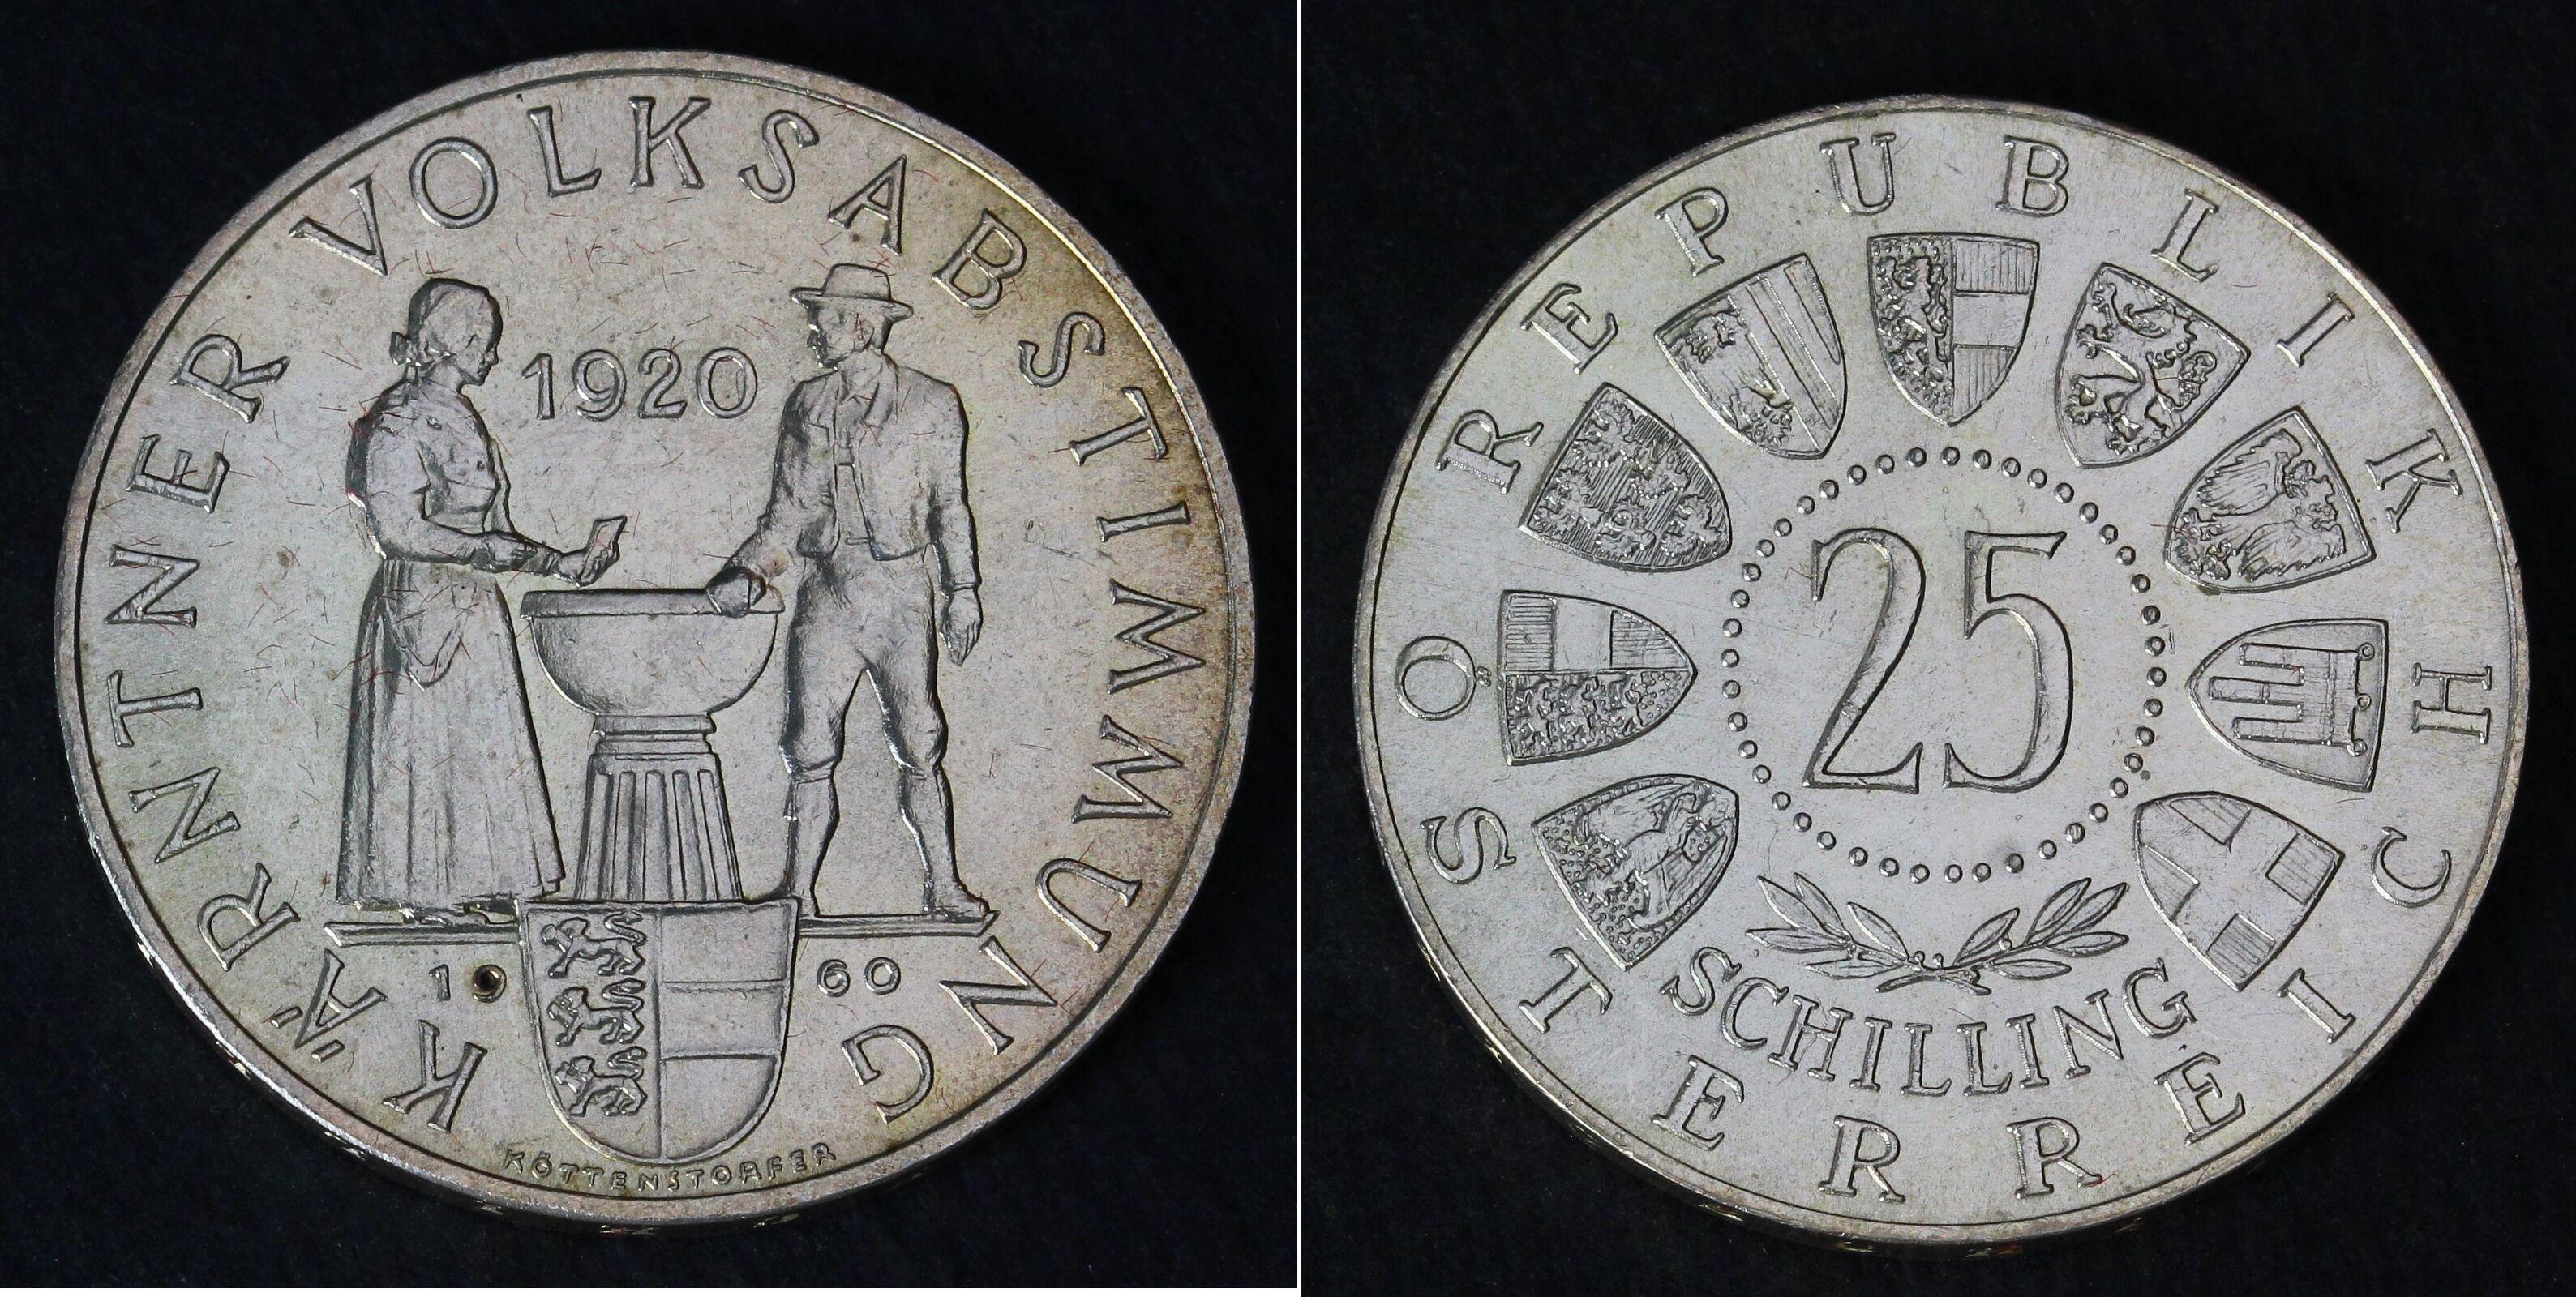 KÄRNTNER VOLKSABSTIMMUNG
1920
1 60
KÖTTENSTORFER
REPUBLIK
ÖSTERREICH
25
SCHILLING